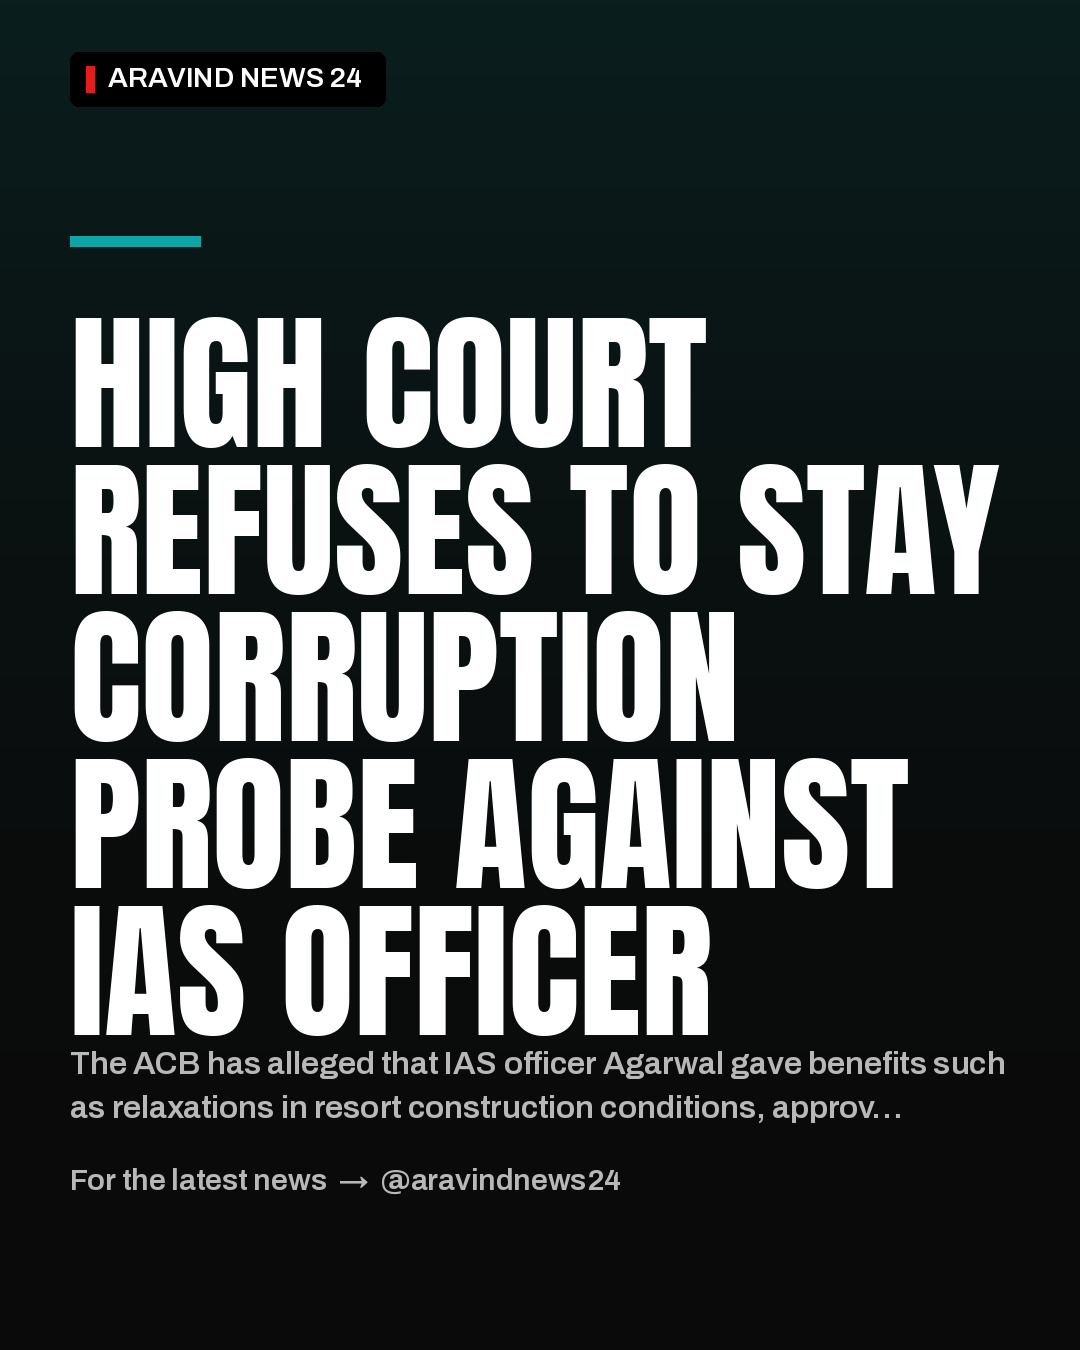 ARAVIND NEWS 24
HIGH COURT
REFUSES TO STAY
CORRUPTION
PROBE AGAINST
IAS OFFICER
The ACB has alleged that IAS officer Agarwal gave benefits such
as relaxations in resort construction conditions, approv...
For the latest news → @aravindnews24